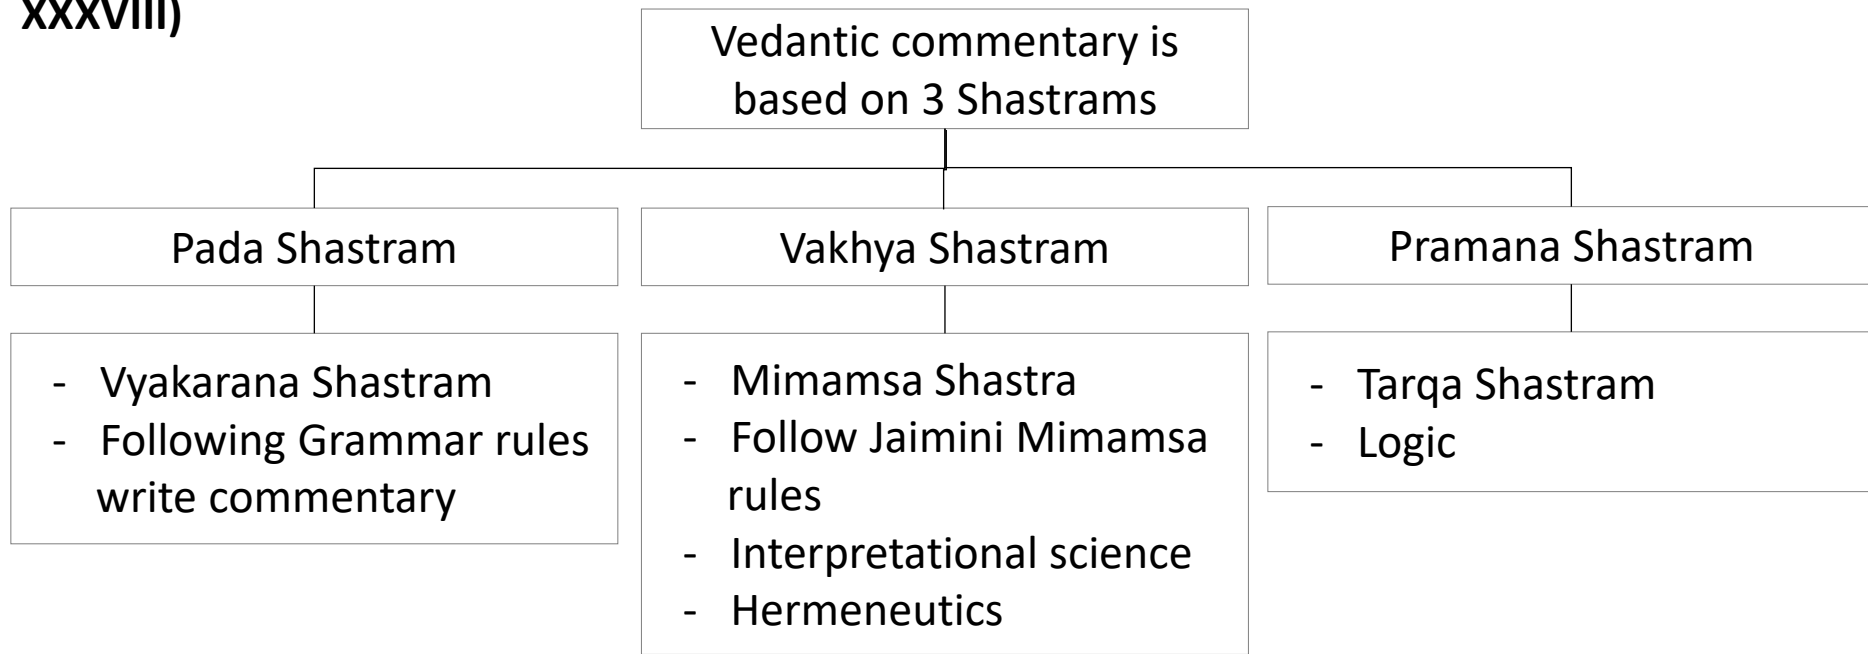 XXXVIII)
Vedantic commentary is
based on 3 Shastrams
Pada Shastram
Vakhya Shastram
Pramana Shastram
- Vyakarana Shastram
- Following Grammar rules
write commentary
- Mimamsa Shastra
- Follow Jaimini Mimamsa
rules
- Interpretational science
- Hermeneutics
- Tarqa Shastram
- Logic